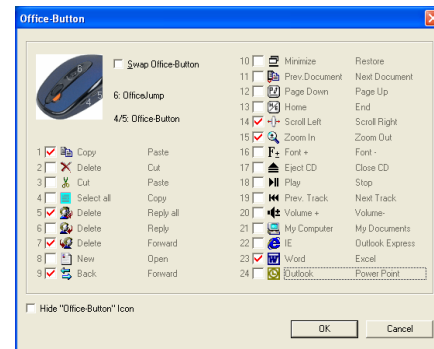 Office-Button
Swap Office-Button
6: OfficeJump
4/5: Office-Button
6
4
5
1 Copy Paste
2 Delete Cut
3 Cut Paste
4 Select all Copy
5 Delete Reply all
6 Delete Reply
7 Delete Forward
8 New Open
9 Back Forward
10 Minimize Restore
11 Prev.Document Next Document
12 Page Down Page Up
13 Home End
14 Scroll Left Scroll Right
15 Zoom In Zoom Out
16 Font + Font -
17 Eject CD Close CD
18 Play Stop
19 Prev. Track Next Track
20 Volume + Volume-
21 My Computer My Documents
22 IE Outlook Express
23 Word Excel
24 Outlook Power Point
Hide "Office-Button" Icon
OK Cancel